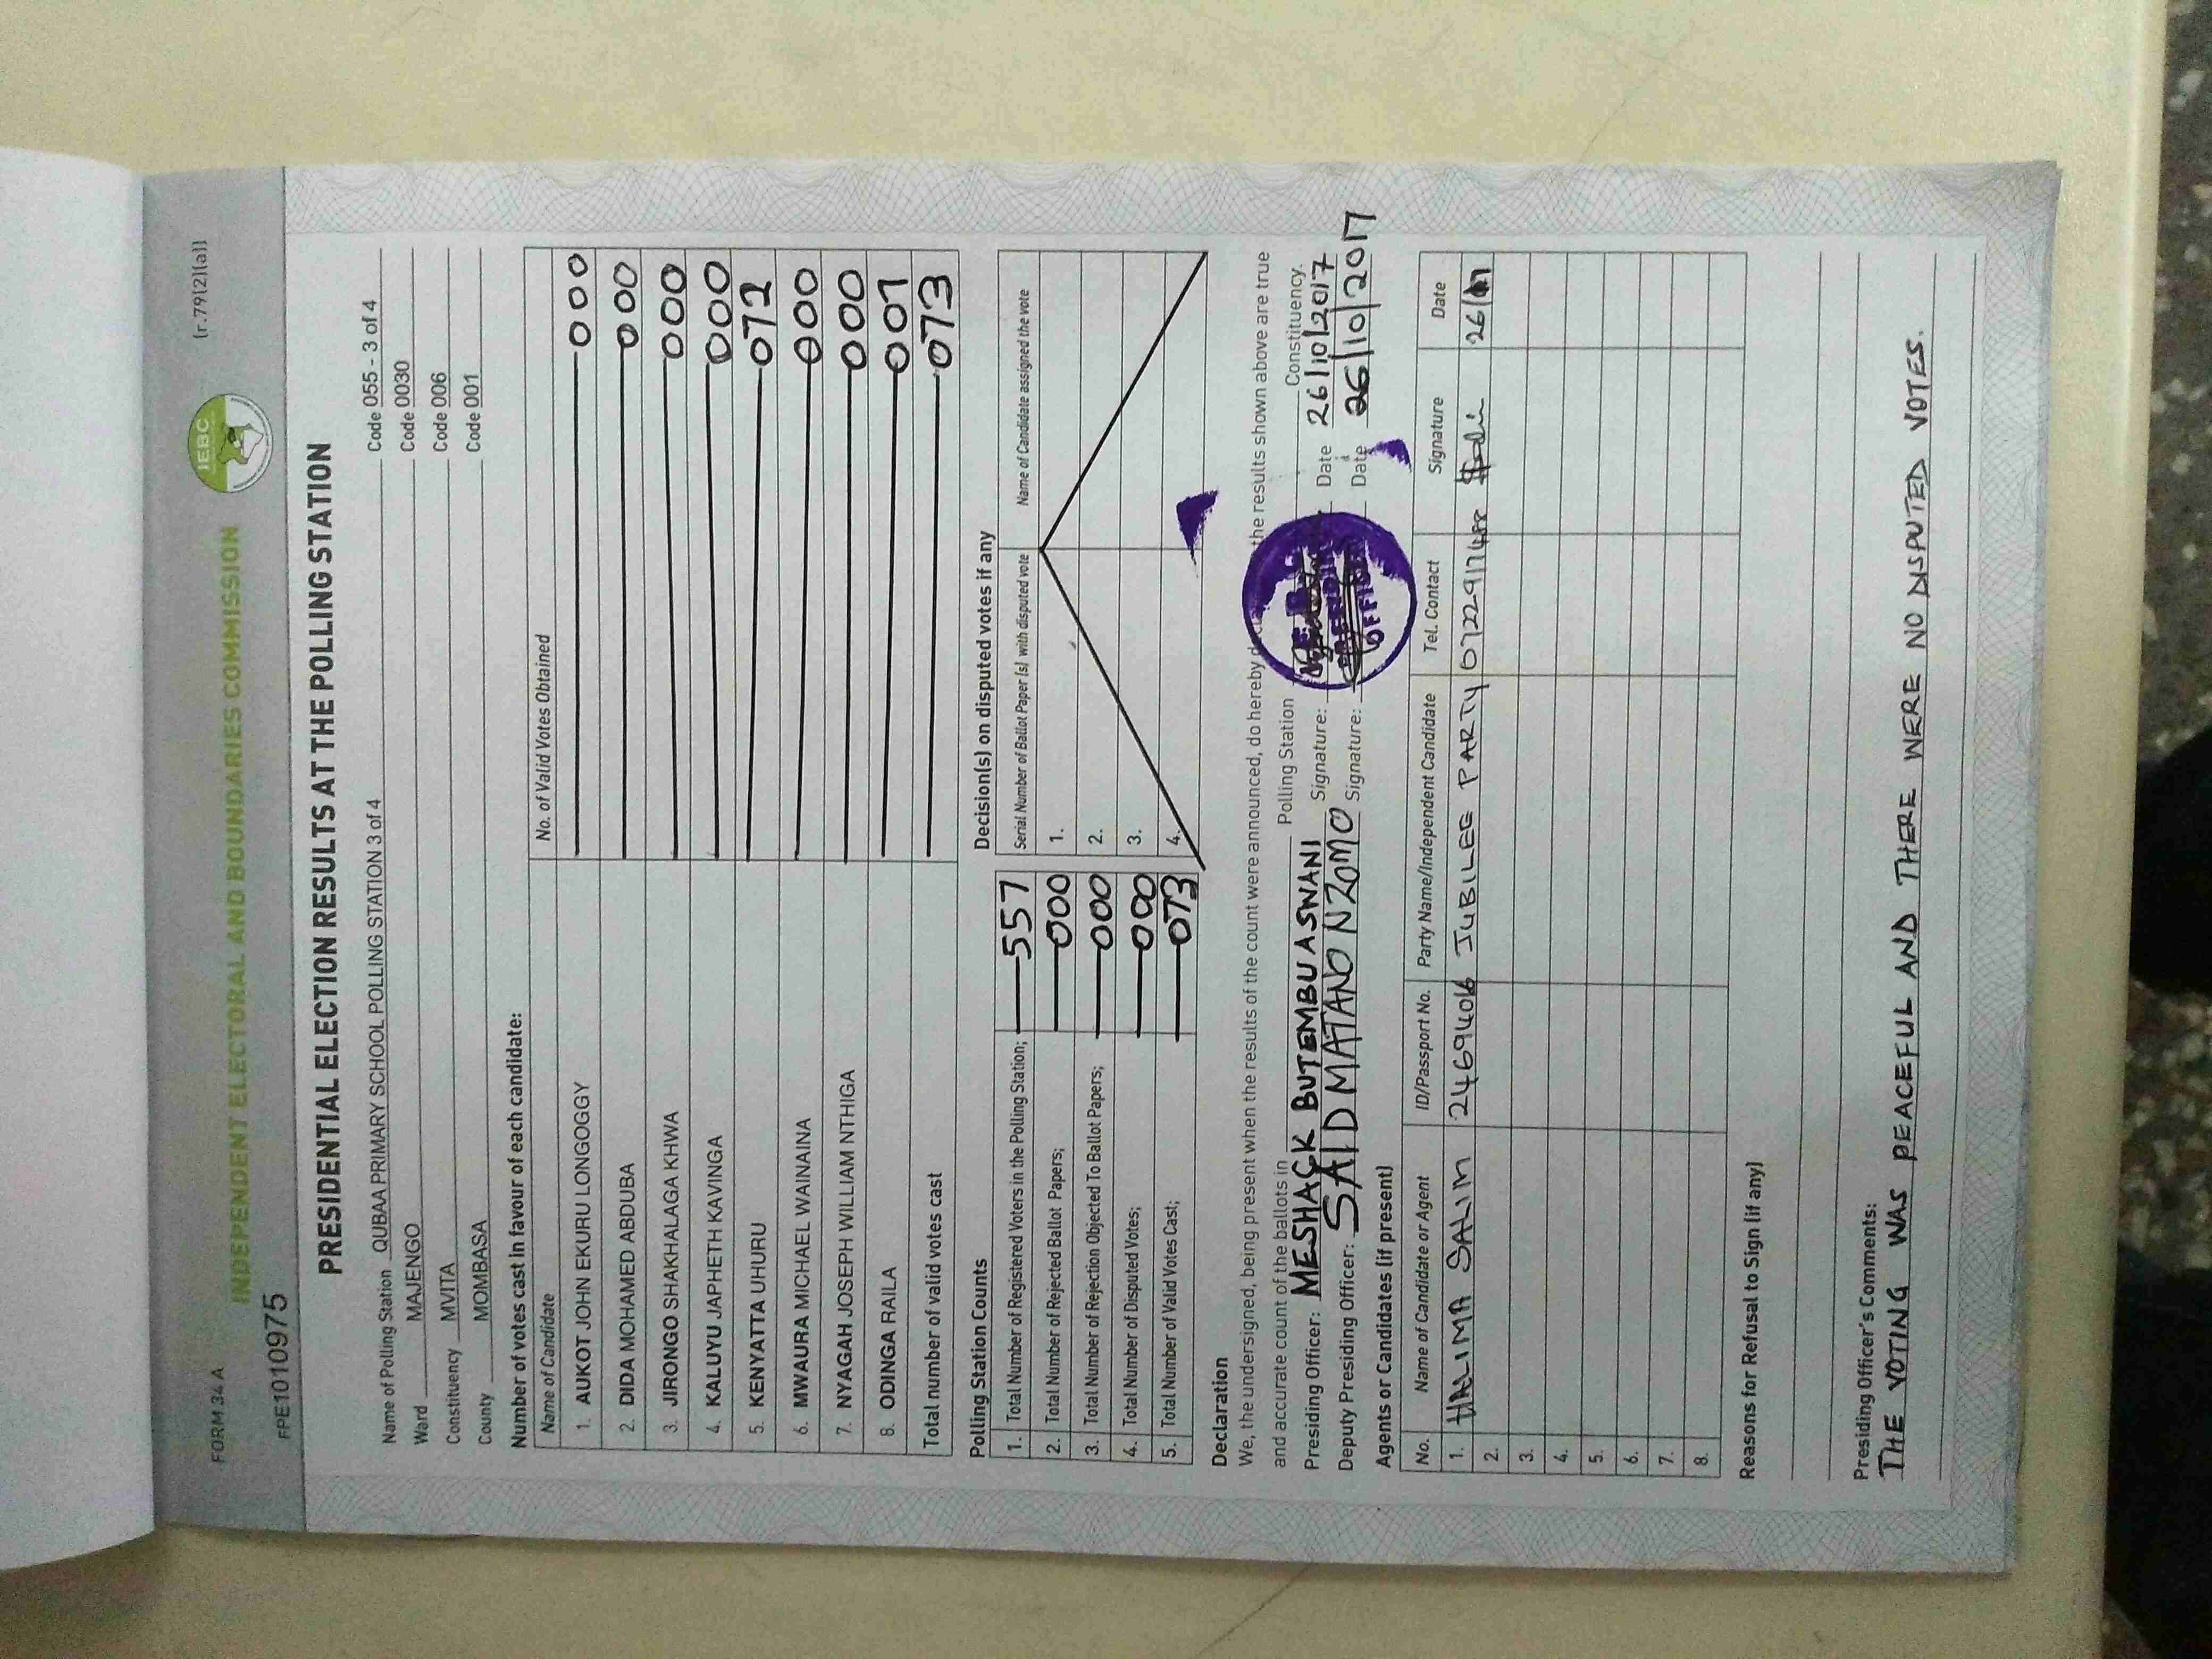 FORM 34 A
(r.79(2)(a))
IEBC
INDEPENDENT ELECTORAL AND BOUNDARIES COMMISSION
FPE1010975
PRESIDENTIAL ELECTION RESULTS AT THE POLLING STATION
Name of Polling Station QUBAA PRIMARY SCHOOL POLLING STATION 3 of 4 Code 055 - 3 of 4
Ward MAJENGO Code 0030
Constituency MVITA Code 006
County MOMBASA Code 001
Number of votes cast in favour of each candidate:
Name of Candidate No. of Valid Votes Obtained
1. AUKOT JOHN EKURU LONGOGGY 000
2. DIDA MOHAMED ABDUBA 000
3. JIRONGO SHAKHALAGA KHWA 000
4. KALUYU JAPHETH KAVINGA 000
5. KENYATTA UHURU 072
6. MWAURA MICHAEL WAINAINA 000
7. NYAGAH JOSEPH WILLIAM NTHIGA 000
8. ODINGA RAILA 001
Total number of valid votes cast 073
Polling Station Counts
1. Total Number of Registered Voters in the Polling Station; 557
2. Total Number of Rejected Ballot Papers; 000
3. Total Number of Rejection Objected To Ballot Papers; 000
4. Total Number of Disputed Votes; 000
5. Total Number of Valid Votes Cast; 073
Decision(s) on disputed votes if any
Serial Number of Ballot Paper (s) with disputed vote Name of Candidate assigned the vote
1.
2.
3.
4.
Declaration
We, the undersigned, being present when the results of the count were announced, do hereby the results shown above are true
and accurate count of the ballots in Polling Station Constituency.
Presiding Officer: MESHACK BUTEMBU ASWANI Signature: Date 26/10/2017
Deputy Presiding Officer: SAID MATANO NZOMO Signature: Date 26/10/2017
OFFICER
Agents or Candidates (if present)
No. Name of Candidate or Agent ID/Passport No. Party Name/Independent Candidate Tel. Contact Signature Date
1. HALIMA SALIM 24694016 JUBILEE PARTY
2.
3.
4.
5.
6.
7.
8.
Reasons for Refusal to Sign (if any)
Presiding Officer's Comments:
THE VOTING WAS PEACEFUL AND THERE WERE NO DISPUTED VOTES.